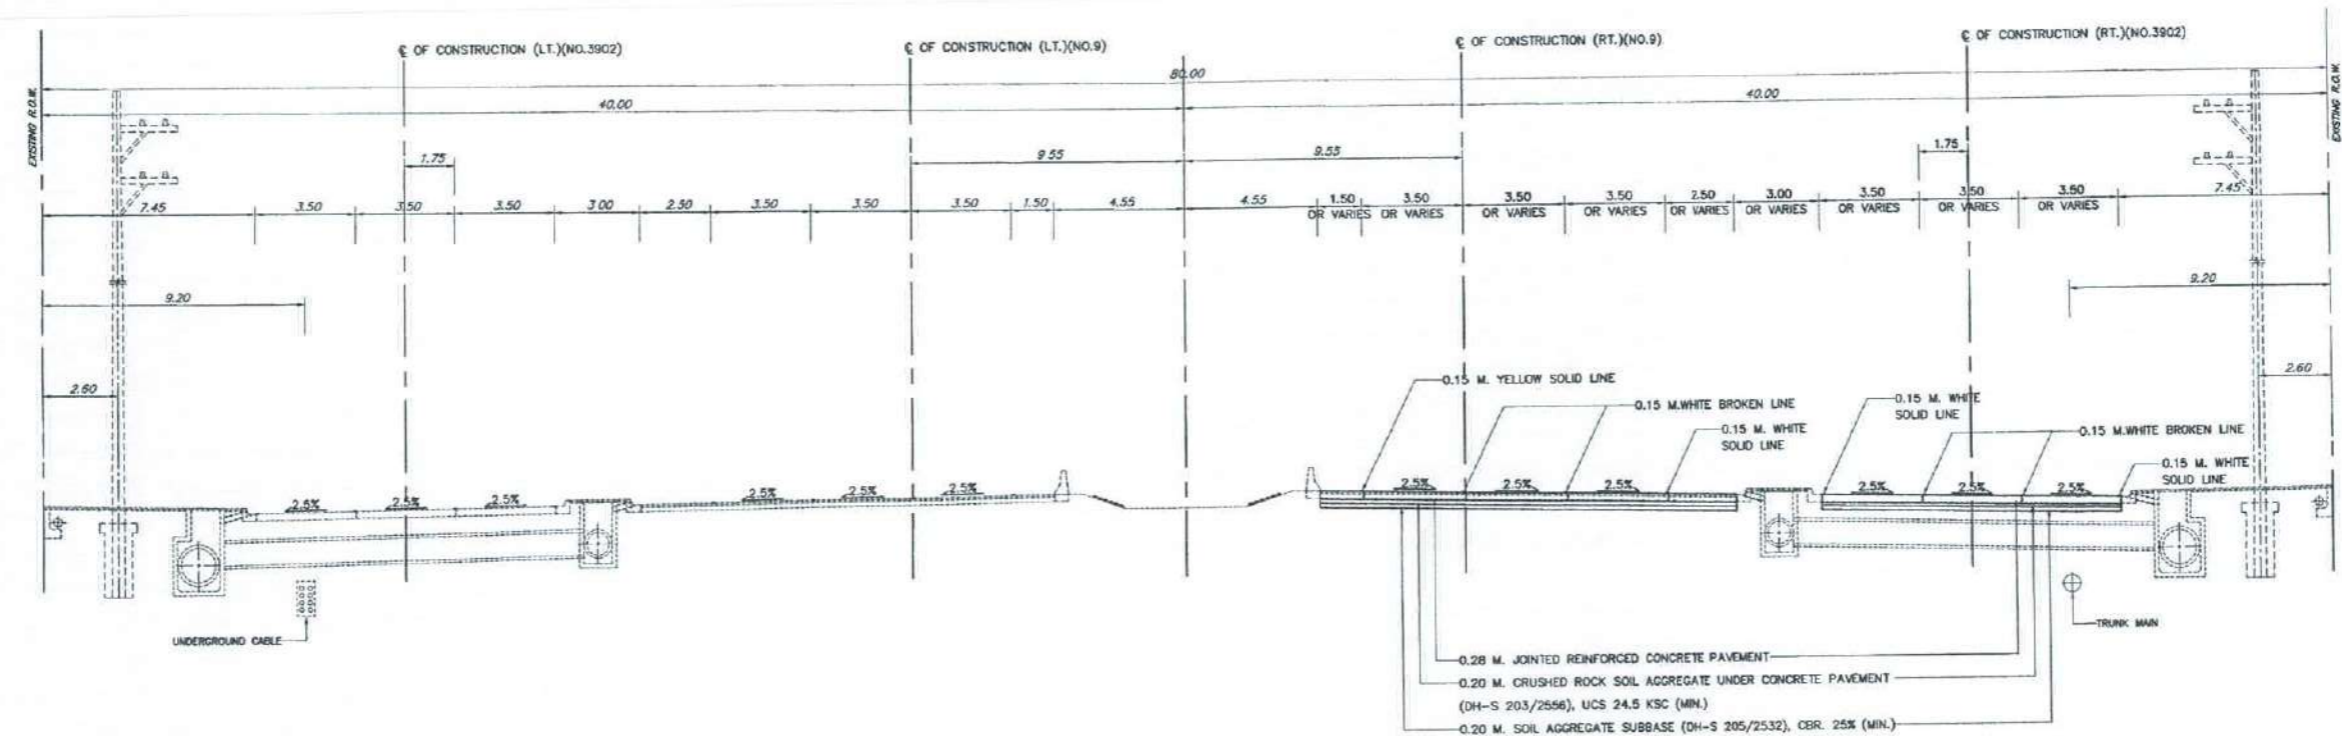 ℄ OF CONSTRUCTION (LT.)(NO.3902)
℄ OF CONSTRUCTION (LT.)(NO.9)
℄ OF CONSTRUCTION (RT.)(NO.9)
℄ OF CONSTRUCTION (RT.)(NO.3902)
80.00
40.00
40.00
EXISTING R.O.W.
EXISTING R.O.W.
1.75
9.55
9.55
1.75
7.45
3.50
3.50
3.50
3.00
2.50
3.50
3.50
3.50
1.50
4.55
4.55
1.50
OR VARIES
3.50
OR VARIES
3.50
OR VARIES
3.50
OR VARIES
2.50
OR VARIES
3.00
OR VARIES
3.50
OR VARIES
3.50
OR VARIES
3.50
OR VARIES
7.45
9.20
9.20
2.60
2.60
0.15 M. YELLOW SOLID LINE
0.15 M.WHITE BROKEN LINE
0.15 M. WHITE
SOLID LINE
0.15 M. WHITE
SOLID LINE
0.15 M.WHITE BROKEN LINE
0.15 M. WHITE
SOLID LINE
2.5%
2.5%
2.5%
2.5%
2.5%
2.5%
2.5%
2.5%
2.5%
2.5%
2.5%
2.5%
UNDERGROUND CABLE
TRUNK MAIN
0.28 M. JOINTED REINFORCED CONCRETE PAVEMENT
0.20 M. CRUSHED ROCK SOIL AGGREGATE UNDER CONCRETE PAVEMENT
(DH-S 203/2556), UCS 24.5 KSC (MIN.)
0.20 M. SOIL AGGREGATE SUBBASE (DH-S 205/2532), CBR. 25% (MIN.)